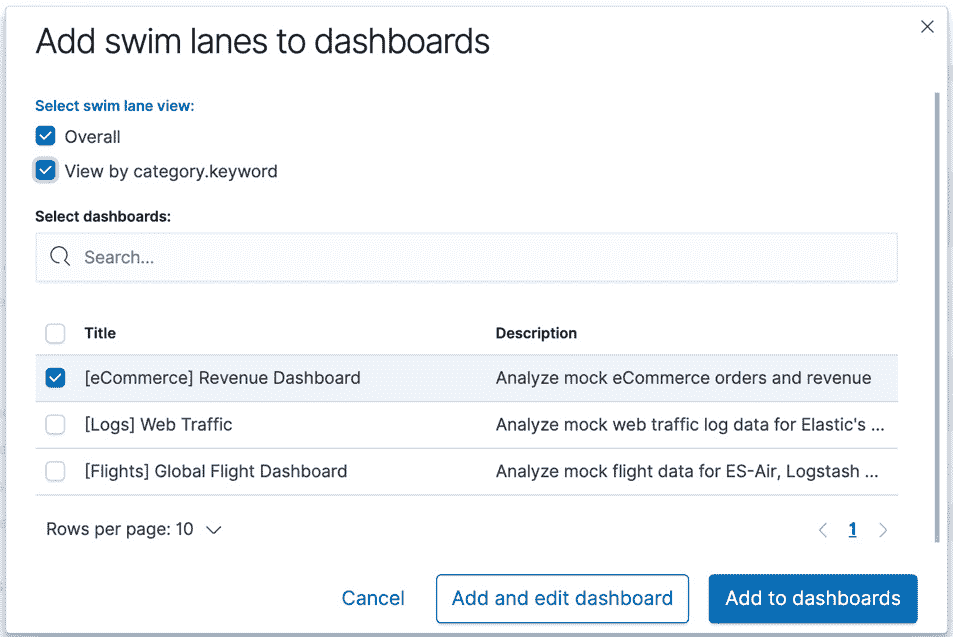 Add swim lanes to dashboards
Select swim lane view:
Overall
View by category.keyword
Select dashboards:
Search...
Title Description
[eCommerce] Revenue Dashboard Analyze mock eCommerce orders and revenue
[Logs] Web Traffic Analyze mock web traffic log data for Elastic's ...
[Flights] Global Flight Dashboard Analyze mock flight data for ES-Air, Logstash ...
Rows per page: 10 1
Cancel Add and edit dashboard Add to dashboards